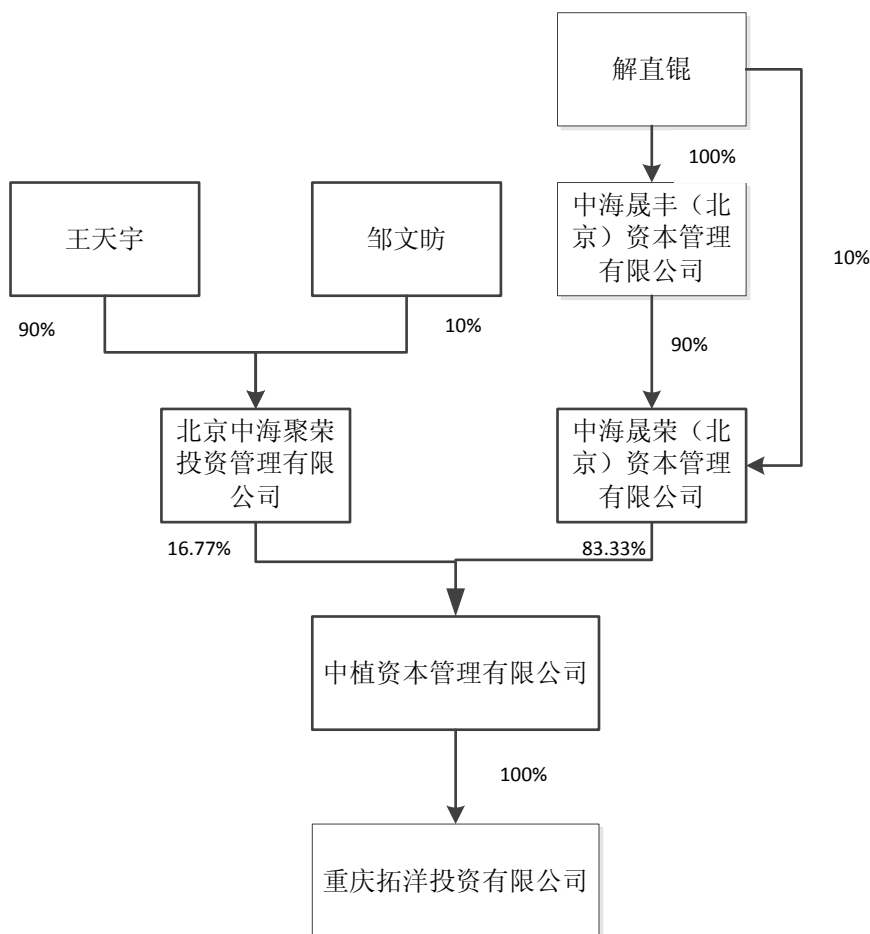 解直锟
100%
王天宇
邹文昉
中海晟丰（北
京）资本管理
有限公司
10%
90%
10%
90%
北京中海聚荣
投资管理有限
公司
中海晟荣（北
京）资本管理
有限公司
16.77%
83.33%
中植资本管理有限公司
100%
重庆拓洋投资有限公司